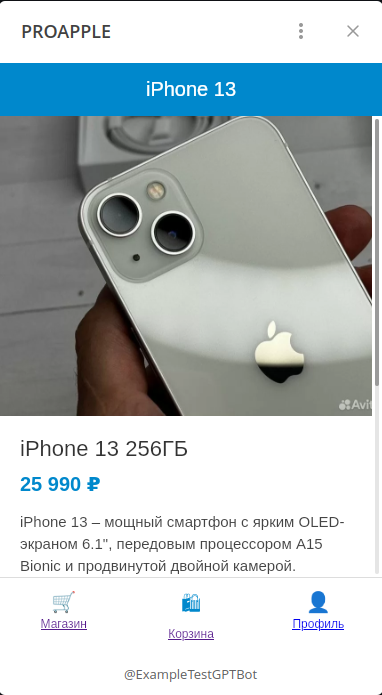 PROAPPLE
iPhone 13
Avit
iPhone 13 256ГБ
25 990 ₽
iPhone 13 – мощный смартфон с ярким OLED-
экраном 6.1", передовым процессором A15
Bionic и продвинутой двойной камерой.
Магазин
Корзина
Профиль
@ExampleTestGPTBot